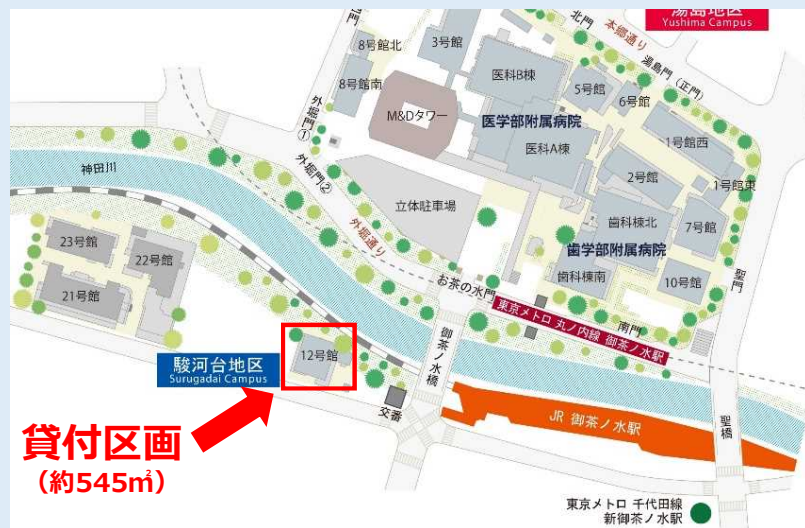 湯島地区
Yushima Campus
北門
本郷通り
湯島門（正門）
3号館
8号館北
8号館南
医科B棟
5号館
6号館
M&Dタワー
外堀門①
医学部附属病院
医科A棟
1号館西
1号館東
2号館
外堀門②
神田川
立体駐車場
外堀通り
歯科棟北
7号館
歯学部附属病院
歯科棟南
10号館
聖門
23号館
22号館
21号館
お茶の水門
東京メトロ 丸ノ内線 御茶ノ水駅
南門
12号館
駿河台地区
Surugadai Campus
御茶ノ水橋
交番
JR 御茶ノ水駅
聖橋
貸付区画
（約545㎡）
東京メトロ 千代田線
新御茶ノ水駅